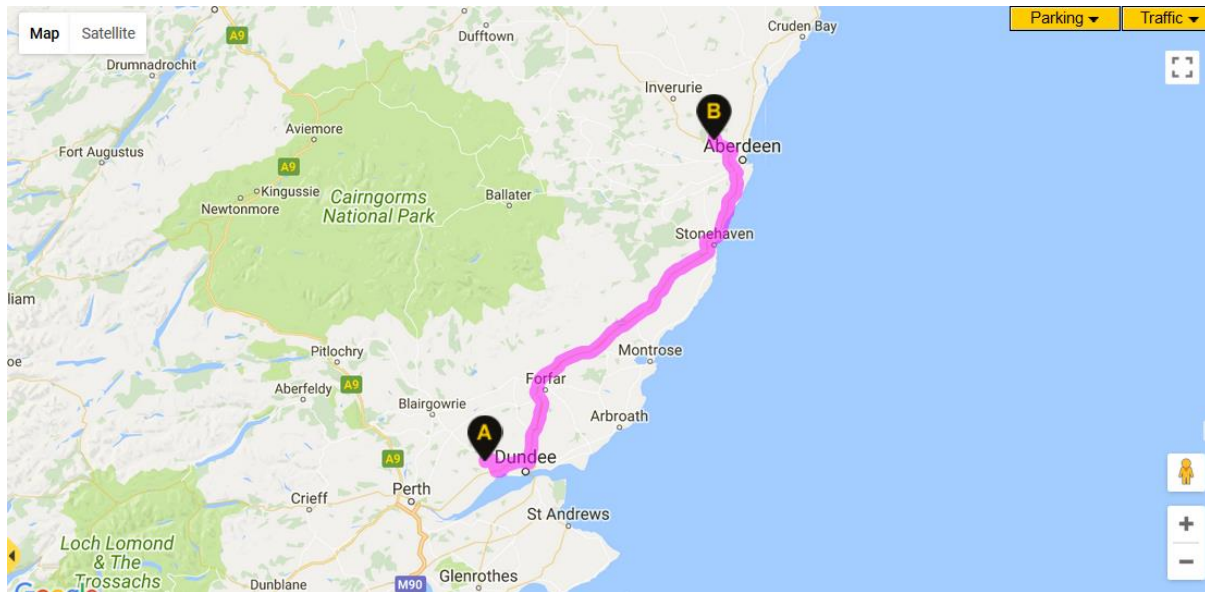 Map Satellite
Parking
Traffic
A9
Dufftown
Cruden Bay
Drumnadrochit
Inverurie
B
Aviemore
Aberdeen
Fort Augustus
A9
Kingussie
Cairngorms
National Park
Ballater
Newtonmore
Stonehaven
liam
Pitlochry
Montrose
oe
Aberfeldy
A9
Forfar
Blairgowrie
Arbroath
A
Dundee
A9
Perth
Crieff
St Andrews
Loch Lomond
& The
Trossachs
Dunblane
M90
Glenrothes
Google